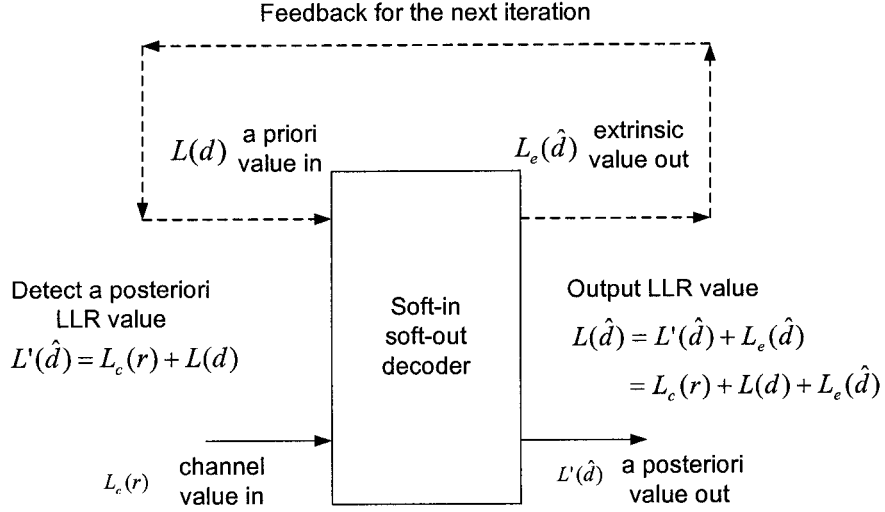 Feedback for the next iteration
L(d) a priori
value in
L_e(d̂) extrinsic
value out
Detect a posteriori
LLR value
L'(d̂) = L_c(r) + L(d)
Soft-in
soft-out
decoder
Output LLR value
L(d̂) = L'(d̂) + L_e(d̂)
= L_c(r) + L(d) + L_e(d̂)
L_c(r) channel
value in
L'(d̂) a posteriori
value out